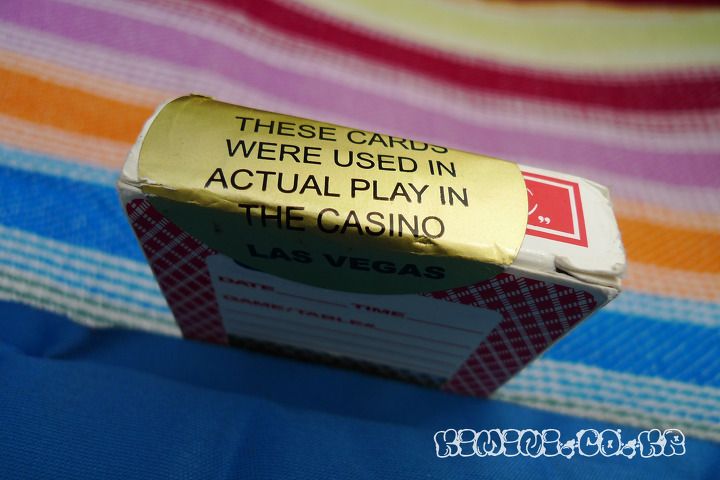 THESE CARDS
WERE USED IN
ACTUAL PLAY IN
THE CASINO
LAS VEGAS
DATE TIME
GAME/TABLE
KIMINI.CO.KR